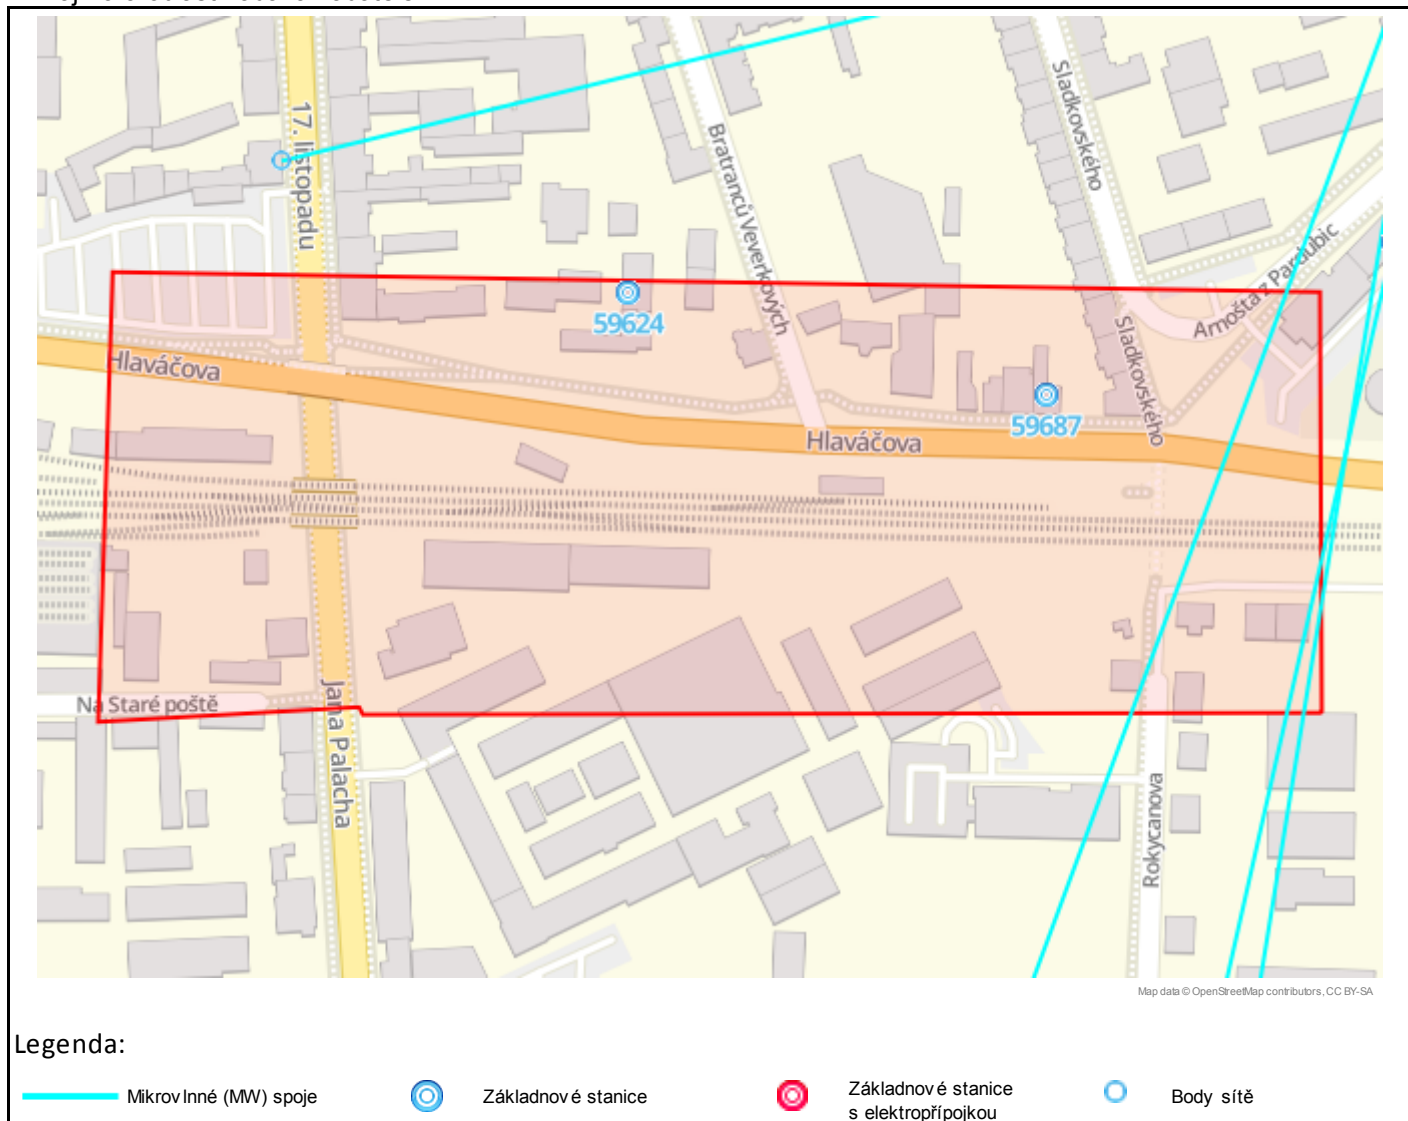 17. listopadu
Bratranců Veverkových
Sladkovského
Arnošta z Pardubic
59624
Sladkovského
Hlaváčova
59687
Hlaváčova
Na Staré poště
Jana Palacha
Rokycanova
Map data © OpenStreetMap contributors, CC BY-SA
Legenda:
Mikrovlnné (MW) spoje
Základnové stanice
Základnové stanice
s elektropřípojkou
Body sítě